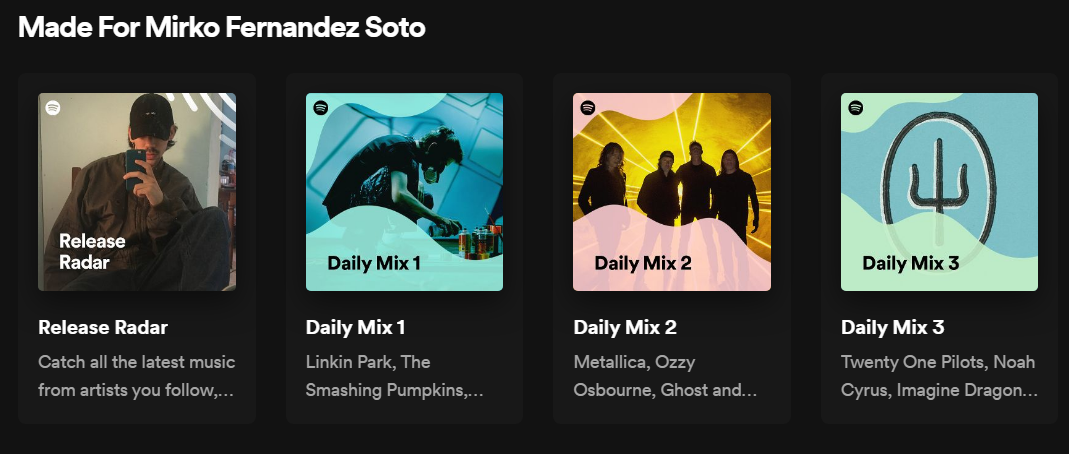 Made For Mirko Fernandez Soto
Release
Radar
Daily Mix 1
Daily Mix 2
Daily Mix 3
Release Radar
Catch all the latest music
from artists you follow,...
Daily Mix 1
Linkin Park, The
Smashing Pumpkins,...
Daily Mix 2
Metallica, Ozzy
Osbourne, Ghost and...
Daily Mix 3
Twenty One Pilots, Noah
Cyrus, Imagine Dragon...